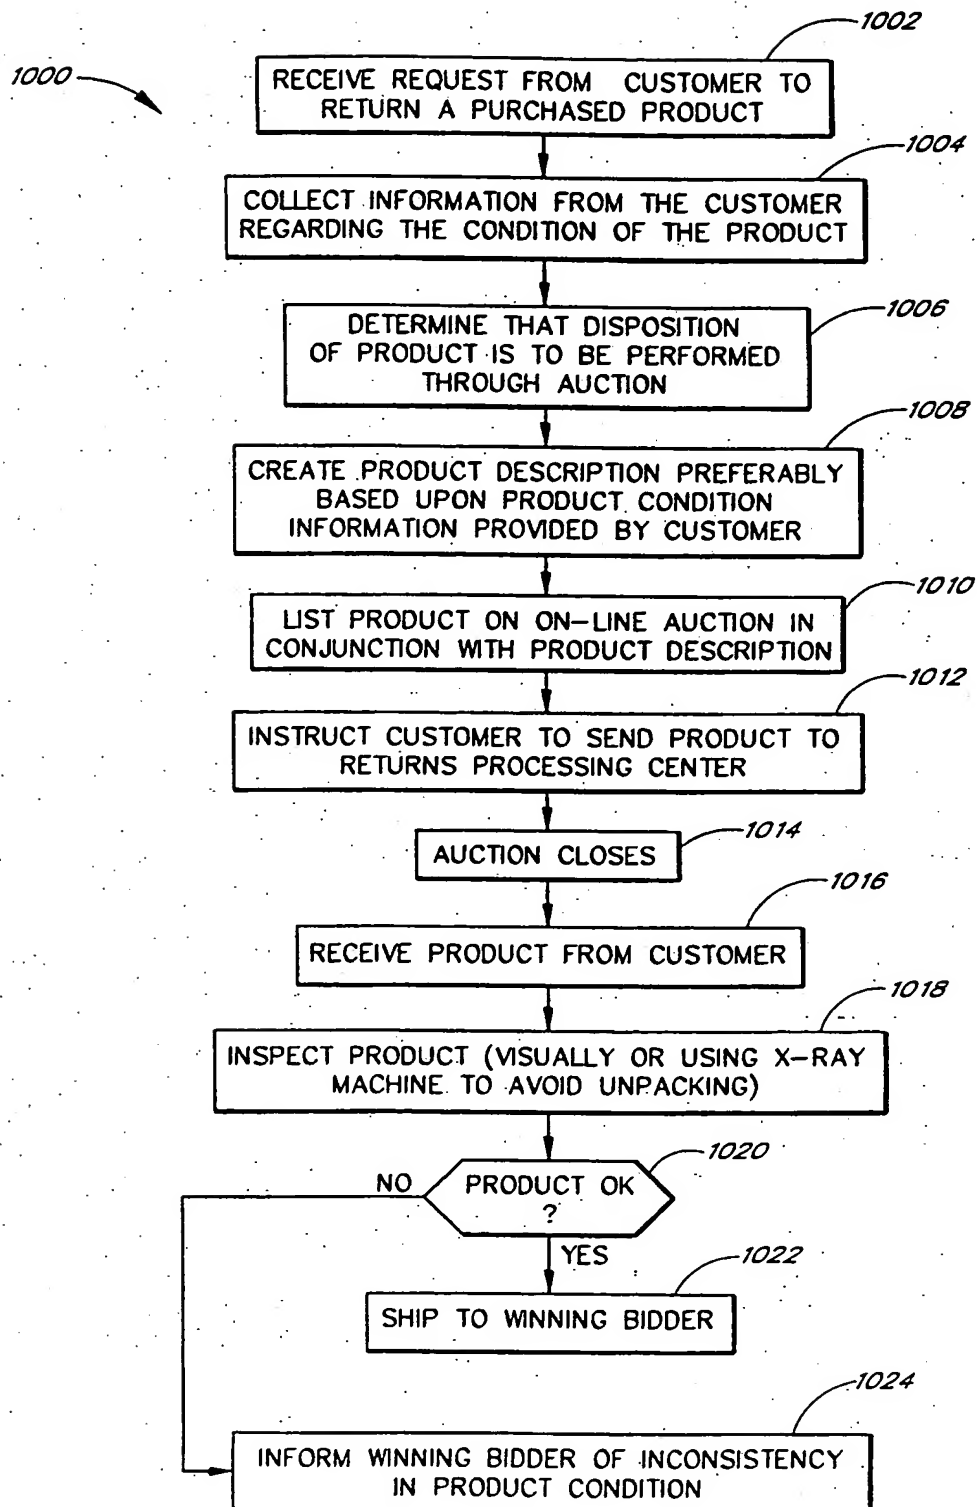 1002
1000
RECEIVE REQUEST FROM CUSTOMER TO
RETURN A PURCHASED PRODUCT
1004
COLLECT INFORMATION FROM THE CUSTOMER
REGARDING THE CONDITION OF THE PRODUCT
1006
DETERMINE THAT DISPOSITION
OF PRODUCT IS TO BE PERFORMED
THROUGH AUCTION
1008
CREATE PRODUCT DESCRIPTION PREFERABLY
BASED UPON PRODUCT CONDITION
INFORMATION PROVIDED BY CUSTOMER
1010
LIST PRODUCT ON ON-LINE AUCTION IN
CONJUNCTION WITH PRODUCT DESCRIPTION
1012
INSTRUCT CUSTOMER TO SEND PRODUCT TO
RETURNS PROCESSING CENTER
1014
AUCTION CLOSES
1016
RECEIVE PRODUCT FROM CUSTOMER
1018
INSPECT PRODUCT (VISUALLY OR USING X-RAY
MACHINE TO AVOID UNPACKING)
1020
NO
PRODUCT OK
?
YES
1022
SHIP TO WINNING BIDDER
1024
INFORM WINNING BIDDER OF INCONSISTENCY
IN PRODUCT CONDITION